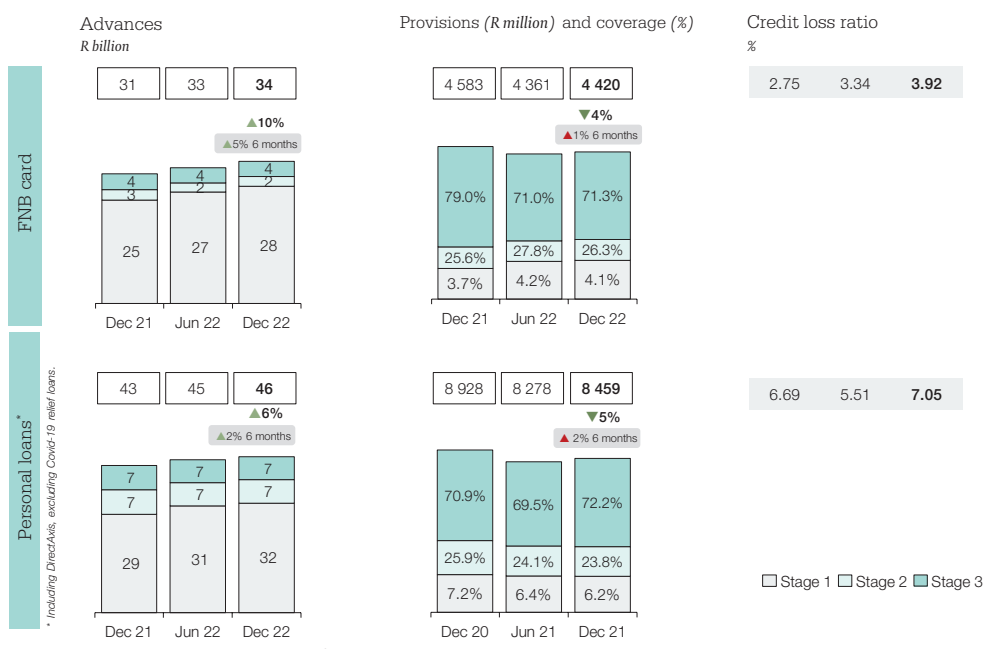 Advances
R billion
Provisions (R million) and coverage (%)
Credit loss ratio
%
FNB card
31 33 34
▲10%
▲5% 6 months
4 4 4
3 2 2
25 27 28
Dec 21 Jun 22 Dec 22
4 583 4 361 4 420
▼4%
▲1% 6 months
79.0% 71.0% 71.3%
25.6% 27.8% 26.3%
3.7% 4.2% 4.1%
Dec 21 Jun 22 Dec 22
2.75 3.34 3.92
Personal loans*
* Including DirectAxis, excluding Covid-19 relief loans.
43 45 46
▲6%
▲2% 6 months
7 7 7
7 7 7
29 31 32
Dec 21 Jun 22 Dec 22
8 928 8 278 8 459
▼5%
▲2% 6 months
70.9% 69.5% 72.2%
25.9% 24.1% 23.8%
7.2% 6.4% 6.2%
Dec 20 Jun 21 Dec 21
6.69 5.51 7.05
Stage 1 Stage 2 Stage 3